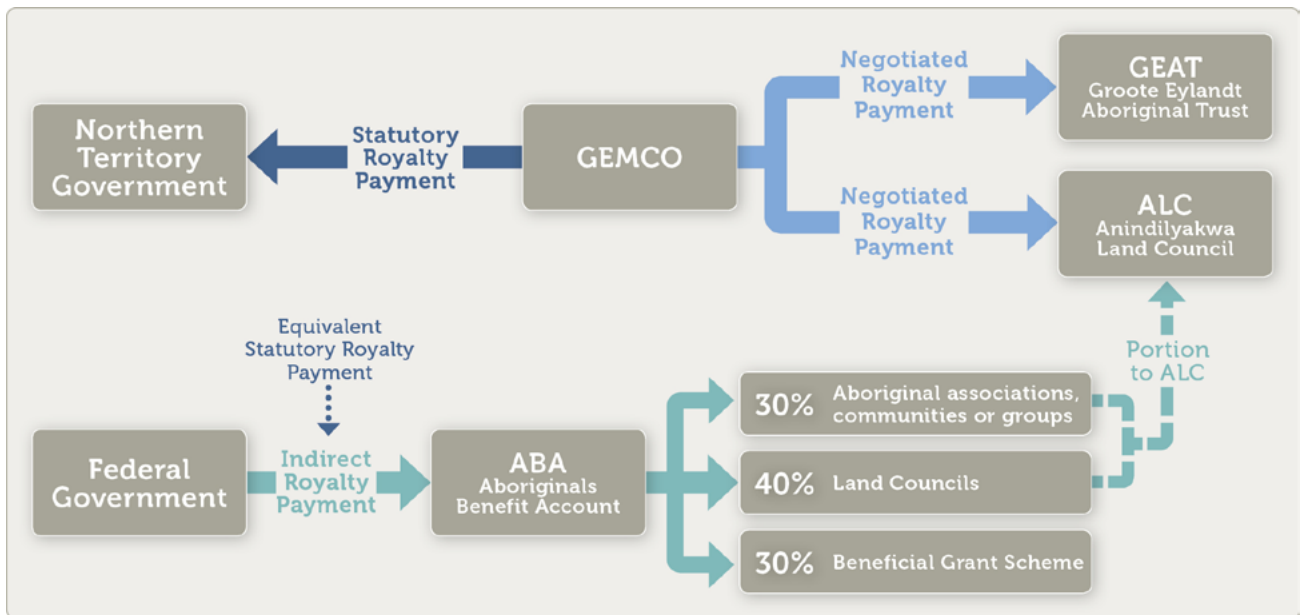 Northern
Territory
Government
Statutory
Royalty
Payment
GEMCO
Negotiated
Royalty
Payment
GEAT
Groote Eylandt
Aboriginal Trust
Negotiated
Royalty
Payment
ALC
Anindilyakwa
Land Council
Equivalent
Statutory Royalty
Payment
Portion
to ALC
Federal
Government
Indirect
Royalty
Payment
ABA
Aboriginals
Benefit Account
30% Aboriginal associations,
communities or groups
40% Land Councils
30% Beneficial Grant Scheme